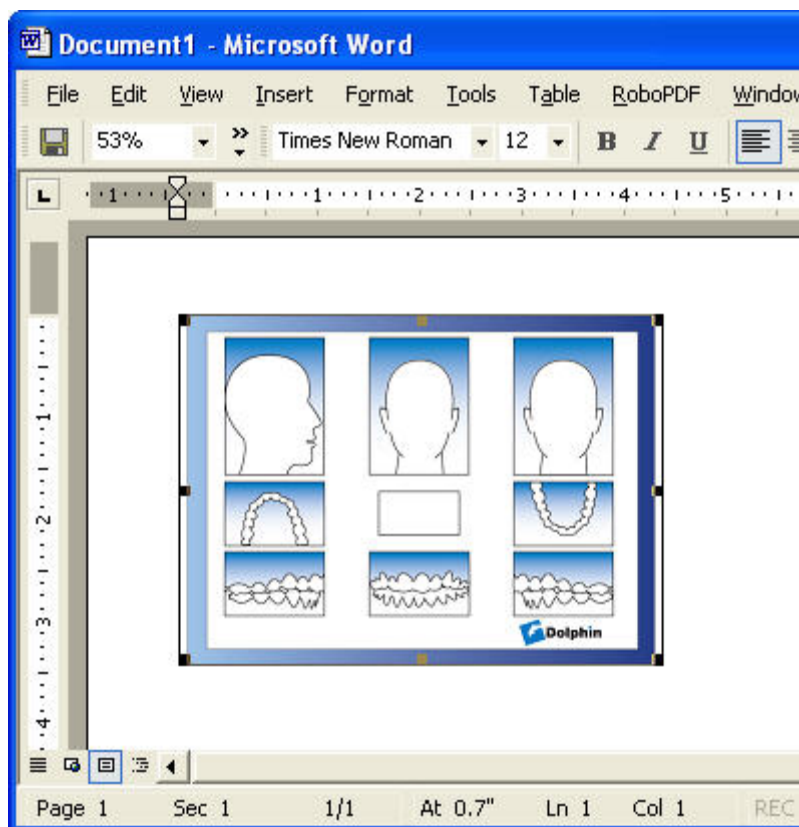 Document1 - Microsoft Word
File Edit View Insert Format Tools Table RoboPDF Window
53% Times New Roman 12 B I U
L 1 1 2 3 4 5
1
2
3
4
Dolphin
Page 1 Sec 1 1/1 At 0.7" Ln 1 Col 1 REC